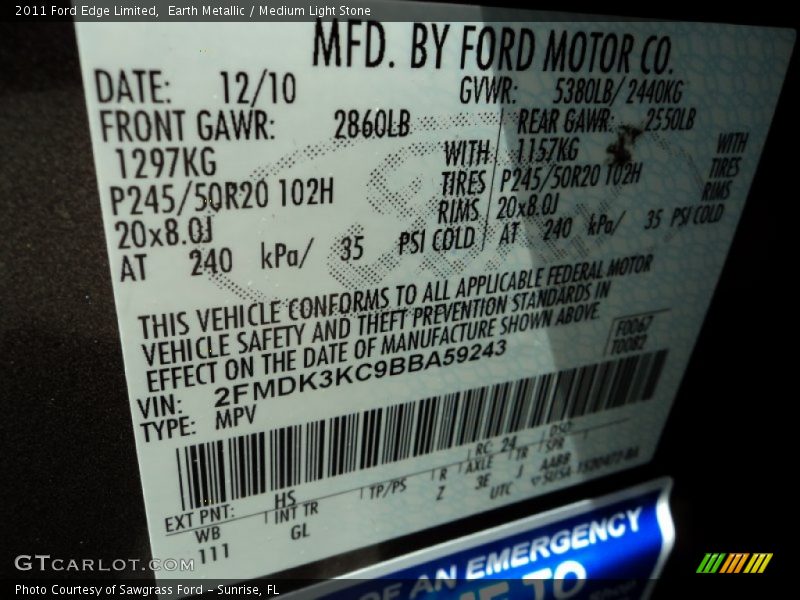 2011 Ford Edge Limited, Earth Metallic / Medium Light Stone
MFD. BY FORD MOTOR CO.
DATE: 12/10 GVWR: 5380LB/ 2440KG
FRONT GAWR: 2860LB REAR GAWR: 2550LB
1297KG WITH 1157KG WITH
P245/50R20 102H TIRES P245/50R20 102H TIRES
20x8.0J RIMS 20x8.0J RIMS
AT 240 kPa/ 35 PSI COLD AT 240 kPa/ 35 PSI COLD
THIS VEHICLE CONFORMS TO ALL APPLICABLE FEDERAL MOTOR
VEHICLE SAFETY AND THEFT PREVENTION STANDARDS IN
EFFECT ON THE DATE OF MANUFACTURE SHOWN ABOVE.
F0067
T0082
VIN: 2FMDK3KC9BBA59243
TYPE: MPV
EXT PNT: HS RC: 24 DSO:
WB INT TR TP/PS R AXLE TR SPR
111 GL Z 3E J AABB
UTC
OF AN EMERGENCY
TO
GTCARLOT.COM
Photo Courtesy of Sawgrass Ford - Sunrise, FL